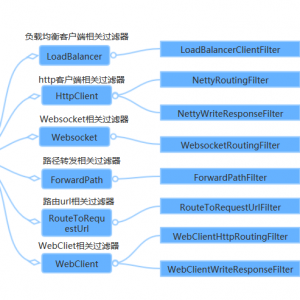 负载均衡客户端相关过滤器
LoadBalancer
LoadBalancerClientFilter
http客户端相关过滤器
HttpClient
NettyRoutingFilter
NettyWriteResponseFilter
Websocket相关过滤器
Websocket
WebsocketRoutingFilter
路径转发相关过滤器
ForwardPath
ForwardPathFilter
路由url相关过滤器
RouteToRequ
estUrl
RouteToRequestUrlFilter
WebCliet相关过滤器
WebClient
WebClientHttpRoutingFilter
WebClientWriteResponseFilter